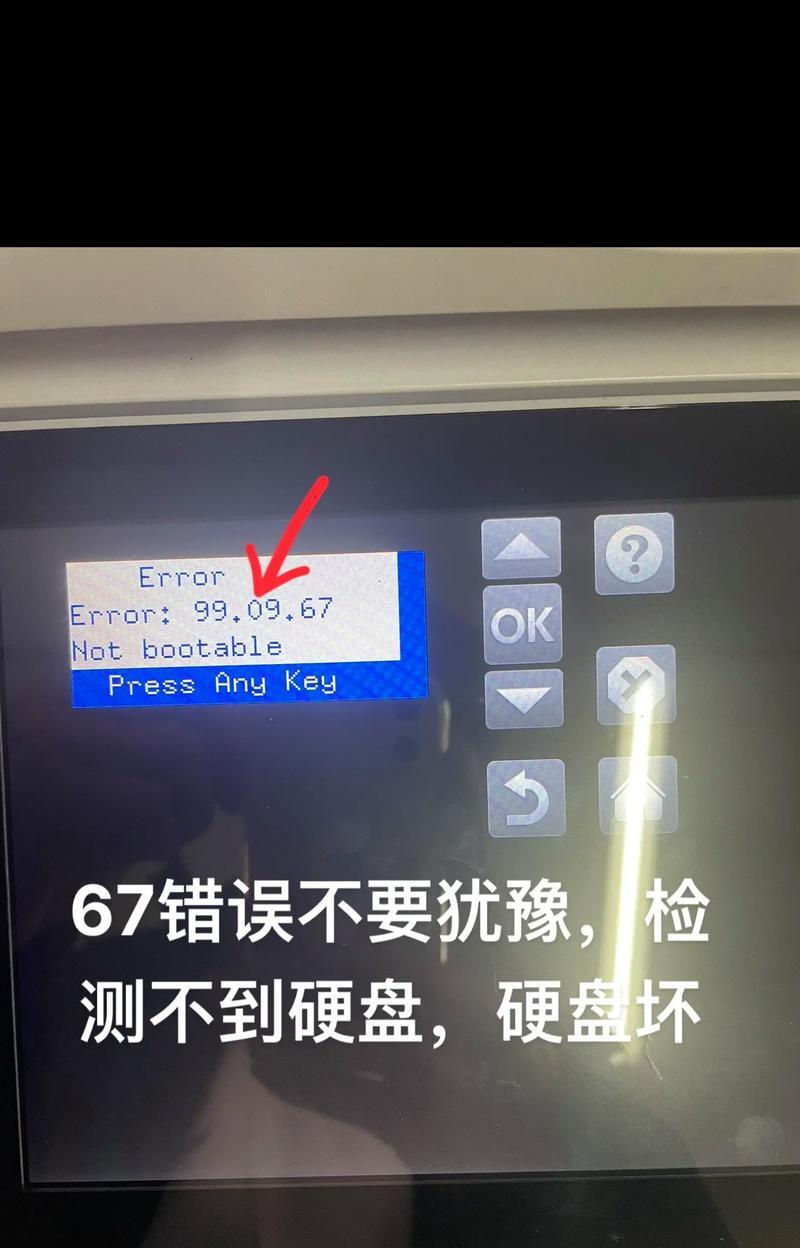 Error
Error: 99.09.67
Not bootable
Press Any Key
OK
?
67错误不要犹豫，检
测不到硬盘，硬盘坏